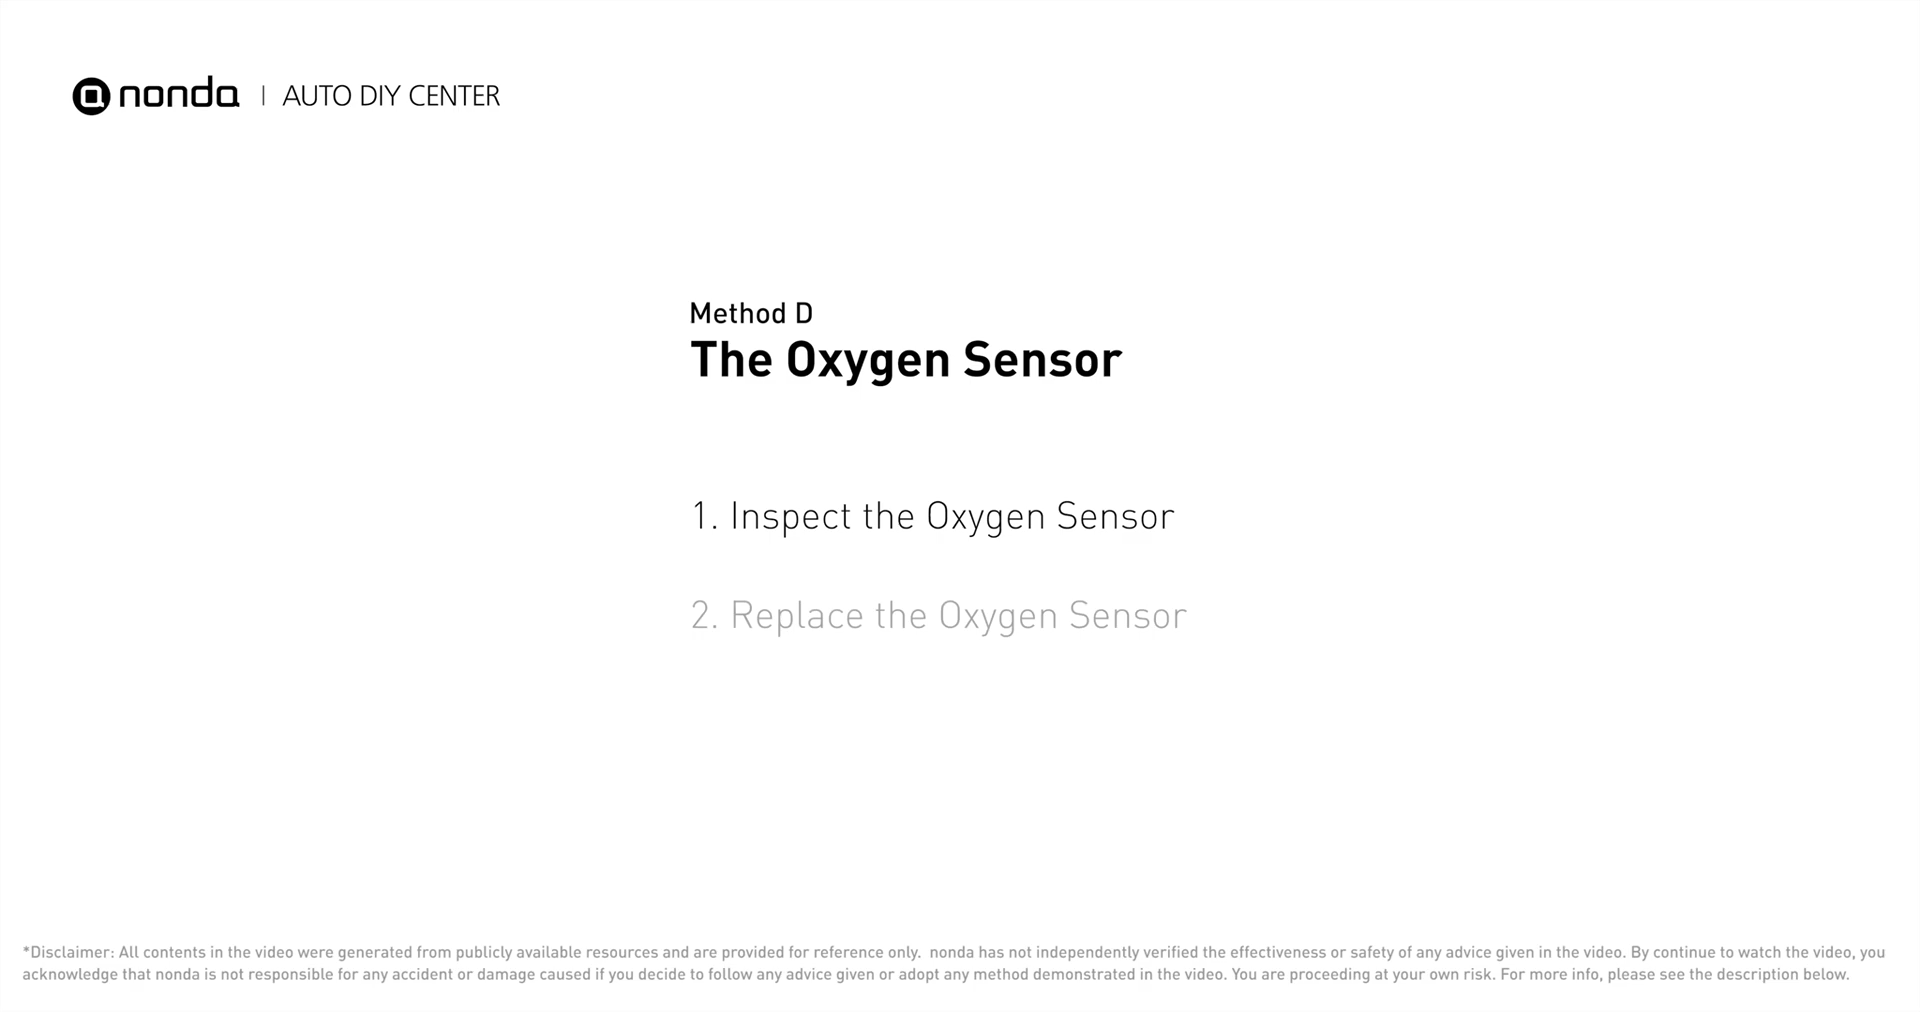 nonda | AUTO DIY CENTER
Method D
The Oxygen Sensor
1. Inspect the Oxygen Sensor
2. Replace the Oxygen Sensor
*Disclaimer: All contents in the video were generated from publicly available resources and are provided for reference only.  nonda has not independently verified the effectiveness or safety of any advice given in the video. By continue to watch the video, you
acknowledge that nonda is not responsible for any accident or damage caused if you decide to follow any advice given or adopt any method demonstrated in the video. You are proceeding at your own risk. For more info, please see the description below.